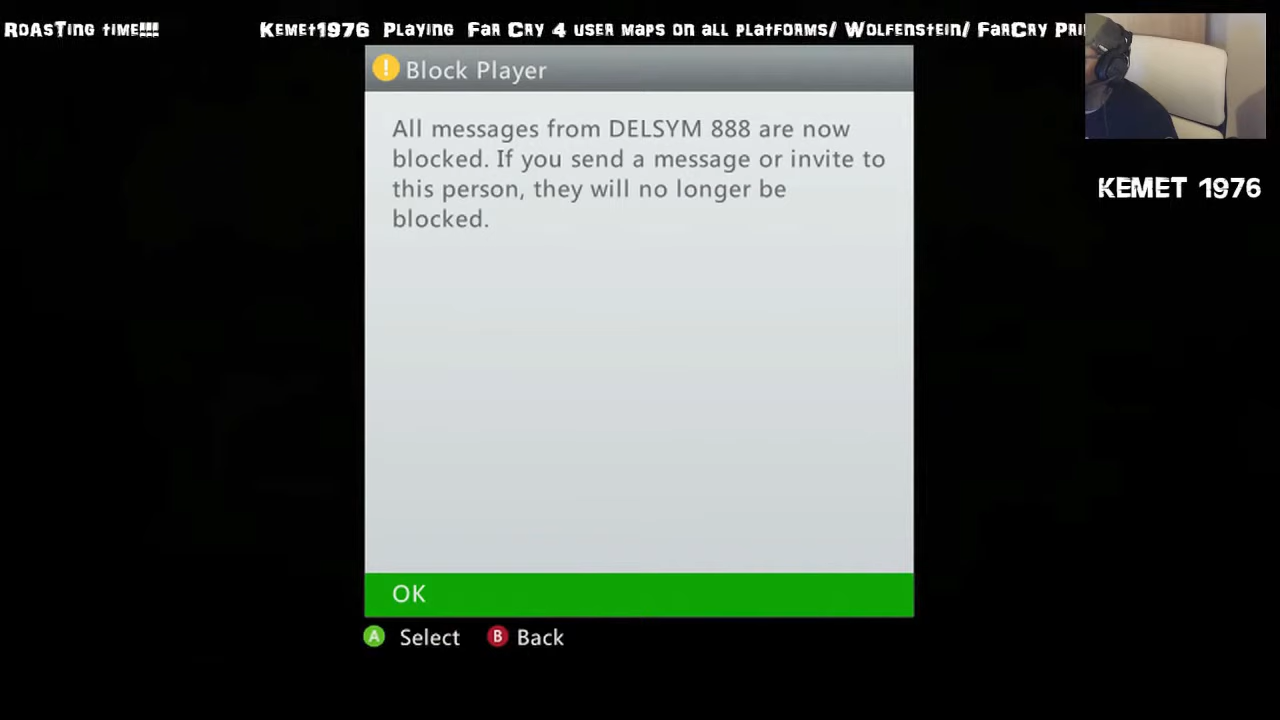 RoasTing time!!!
Kemet1976 Playing Far Cry 4 user maps on all platforms/ Wolfenstein/ FarCry Pri
Block Player
All messages from DELSYM 888 are now
blocked. If you send a message or invite to
this person, they will no longer be
blocked.
KEMET 1976
OK
A Select B Back